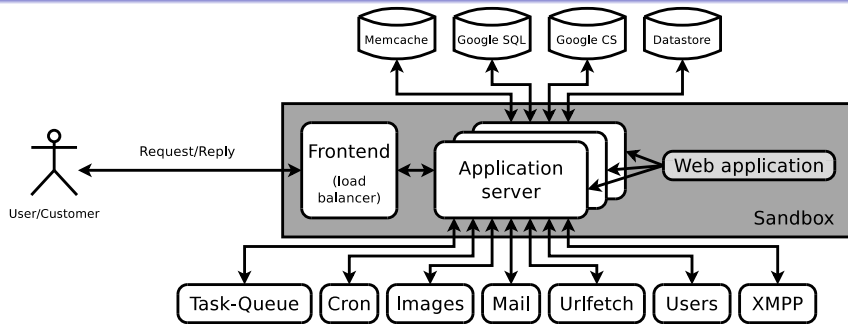 Memcache
Google SQL
Google CS
Datastore
Request/Reply
User/Customer
Frontend
(load
balancer)
Application
server
Web application
Sandbox
Task-Queue
Cron
Images
Mail
Urlfetch
Users
XMPP